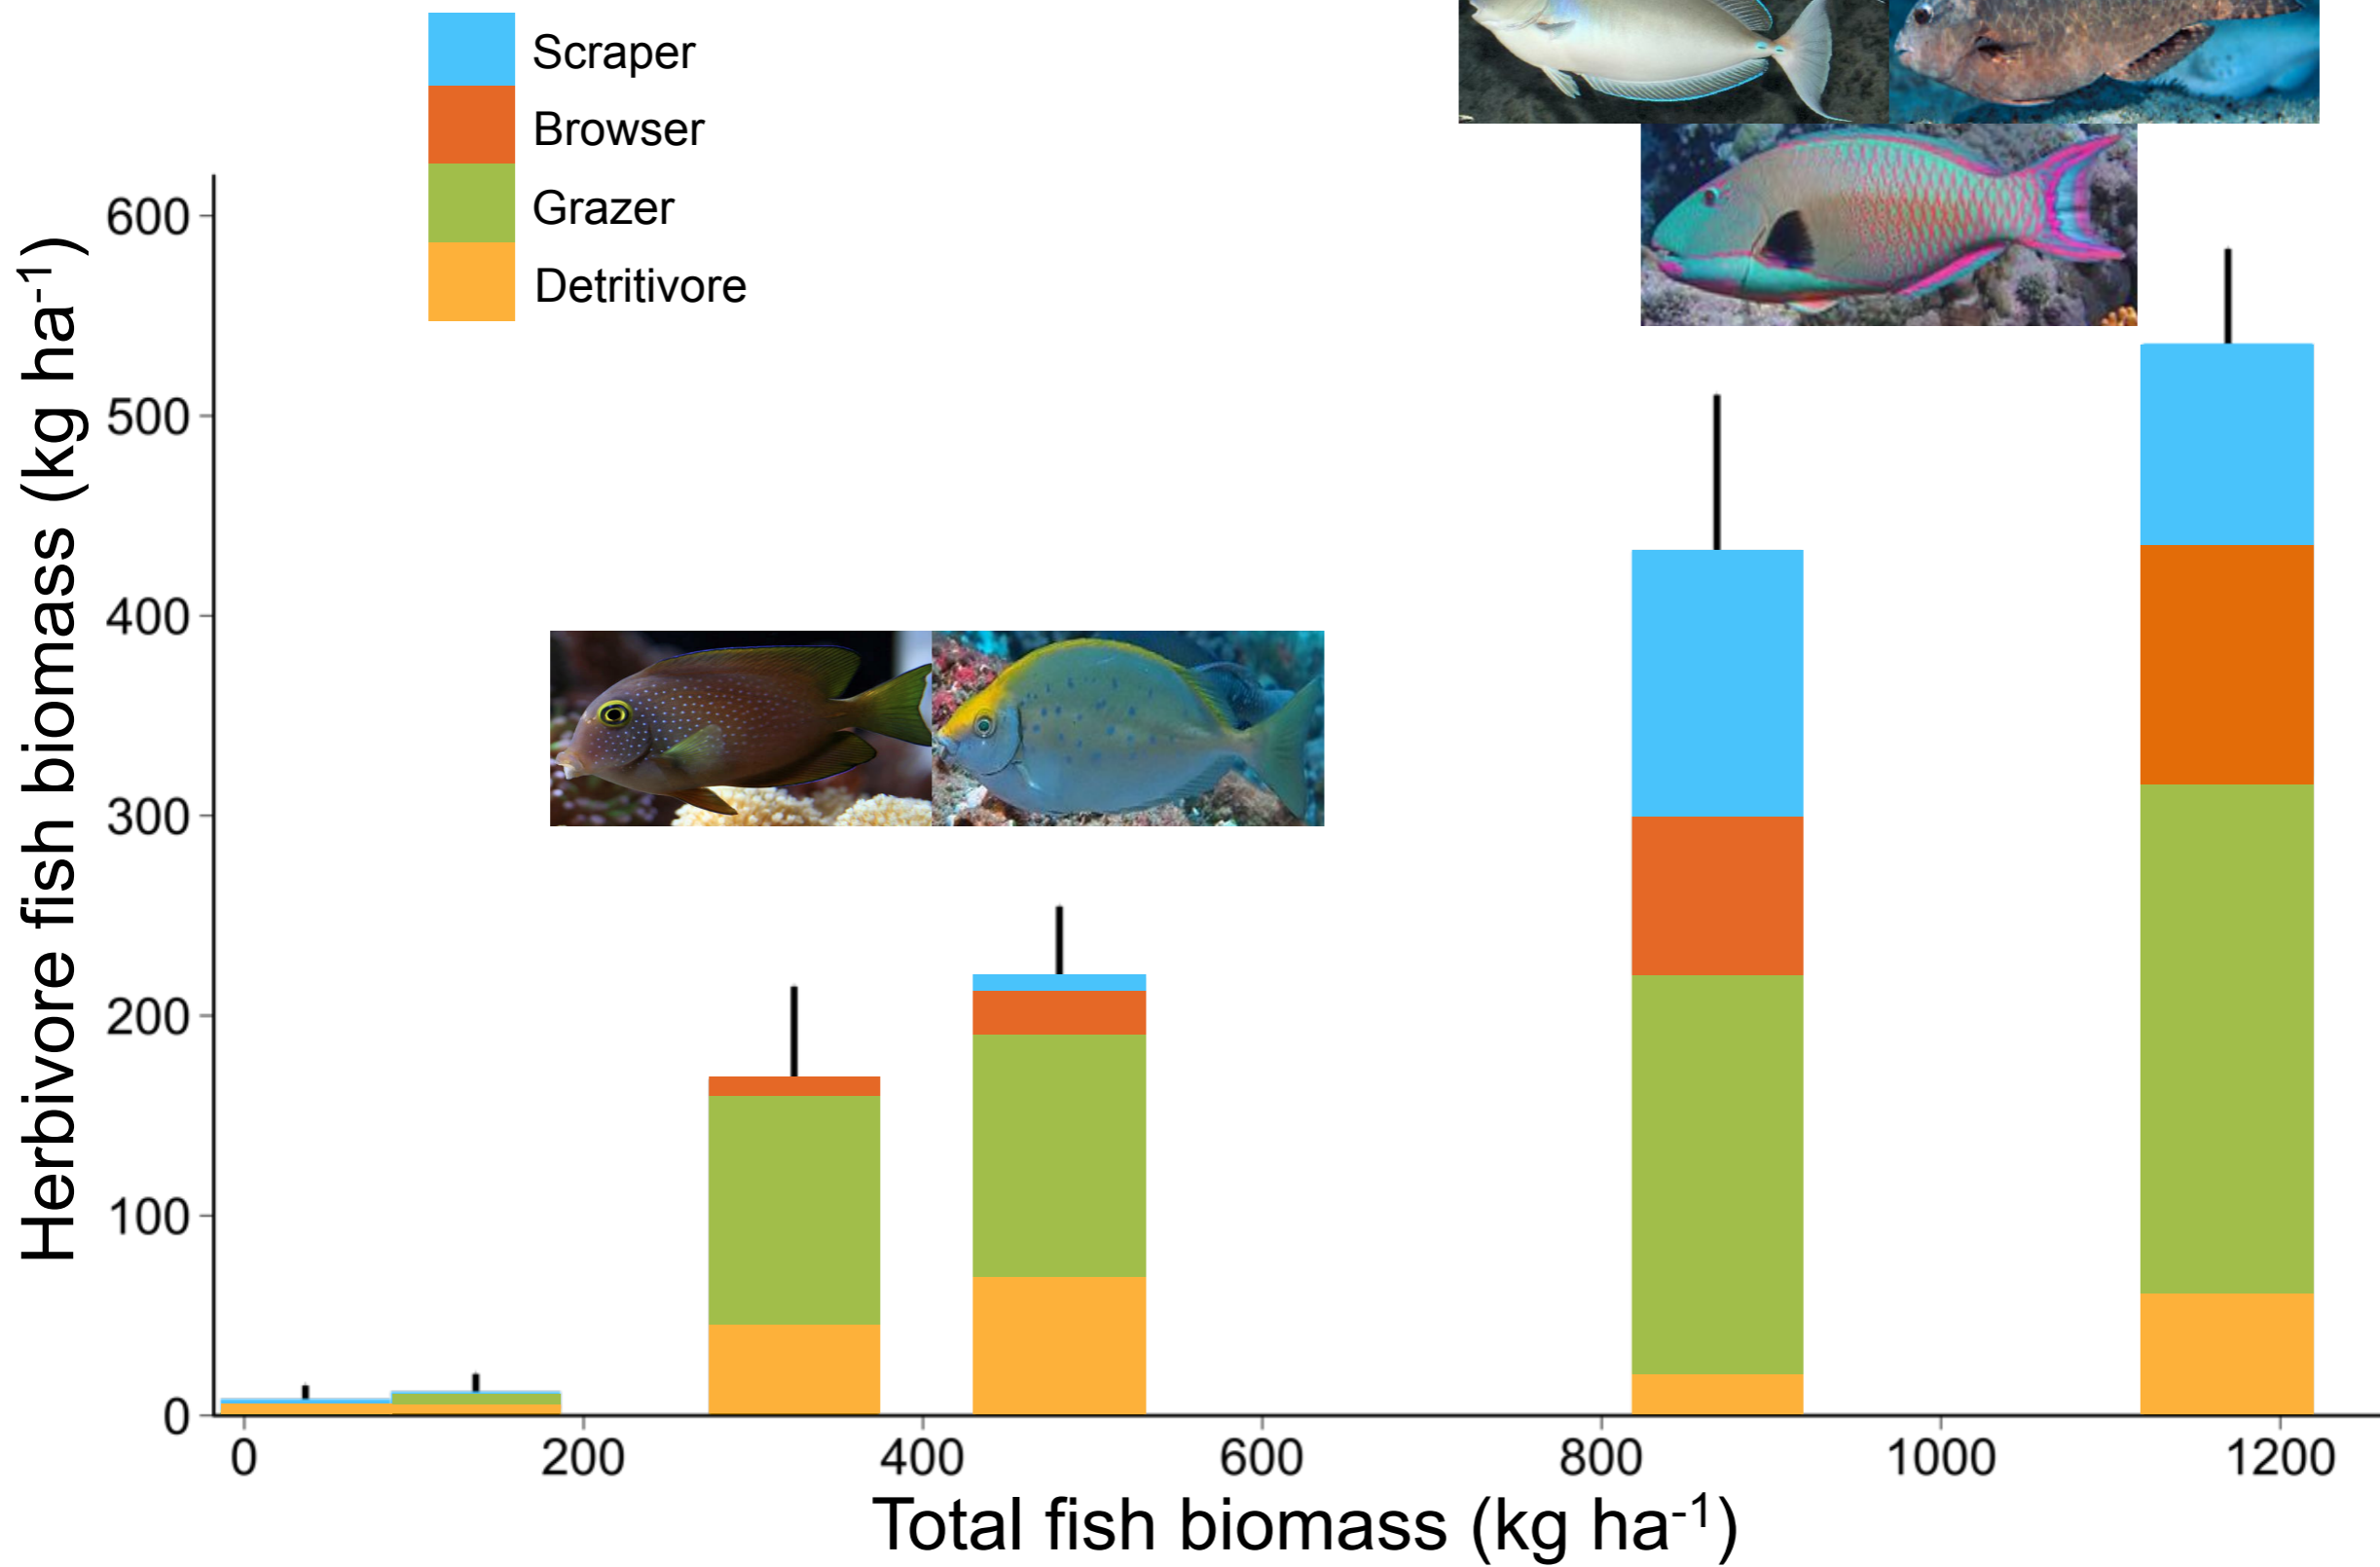 Scraper
Browser
Grazer
Detritivore
Herbivore fish biomass (kg ha-1)
600
500
400
300
200
100
0
0 200 400 600 800 1000 1200
Total fish biomass (kg ha-1)